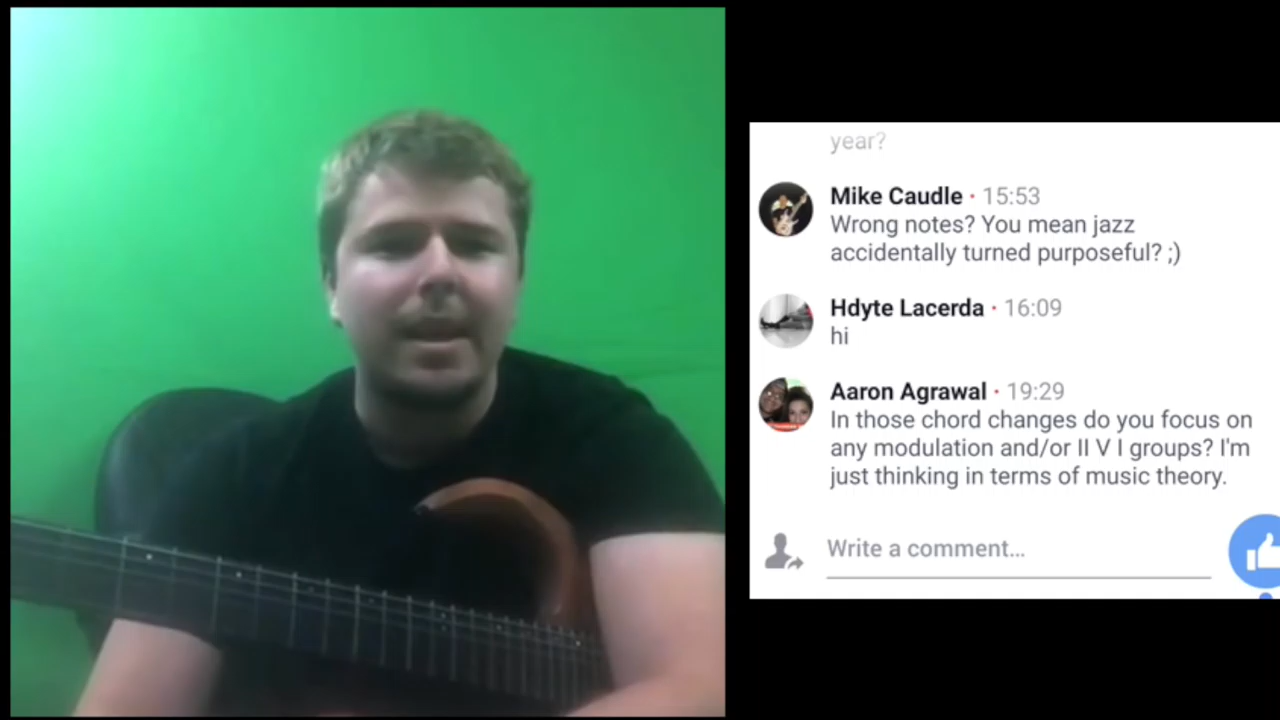 year?
Mike Caudle • 15:53
Wrong notes? You mean jazz
accidentally turned purposeful? ;)
Hdyte Lacerda • 16:09
hi
Aaron Agrawal • 19:29
In those chord changes do you focus on
any modulation and/or II V I groups? I'm
just thinking in terms of music theory.
Write a comment...